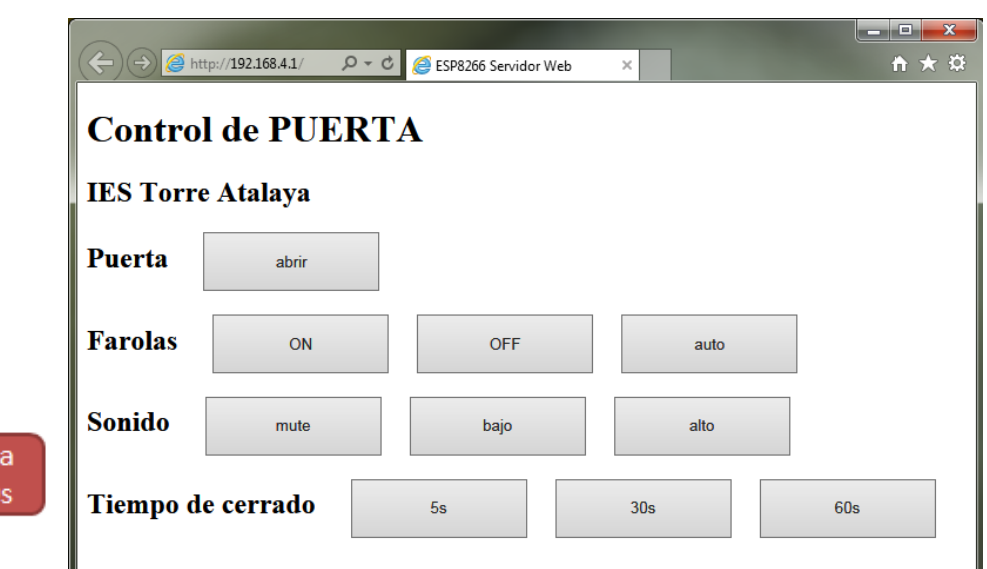 http://192.168.4.1/
ESP8266 Servidor Web
Control de PUERTA
IES Torre Atalaya
Puerta abrir
Farolas ON OFF auto
Sonido mute bajo alto
a
s
Tiempo de cerrado 5s 30s 60s